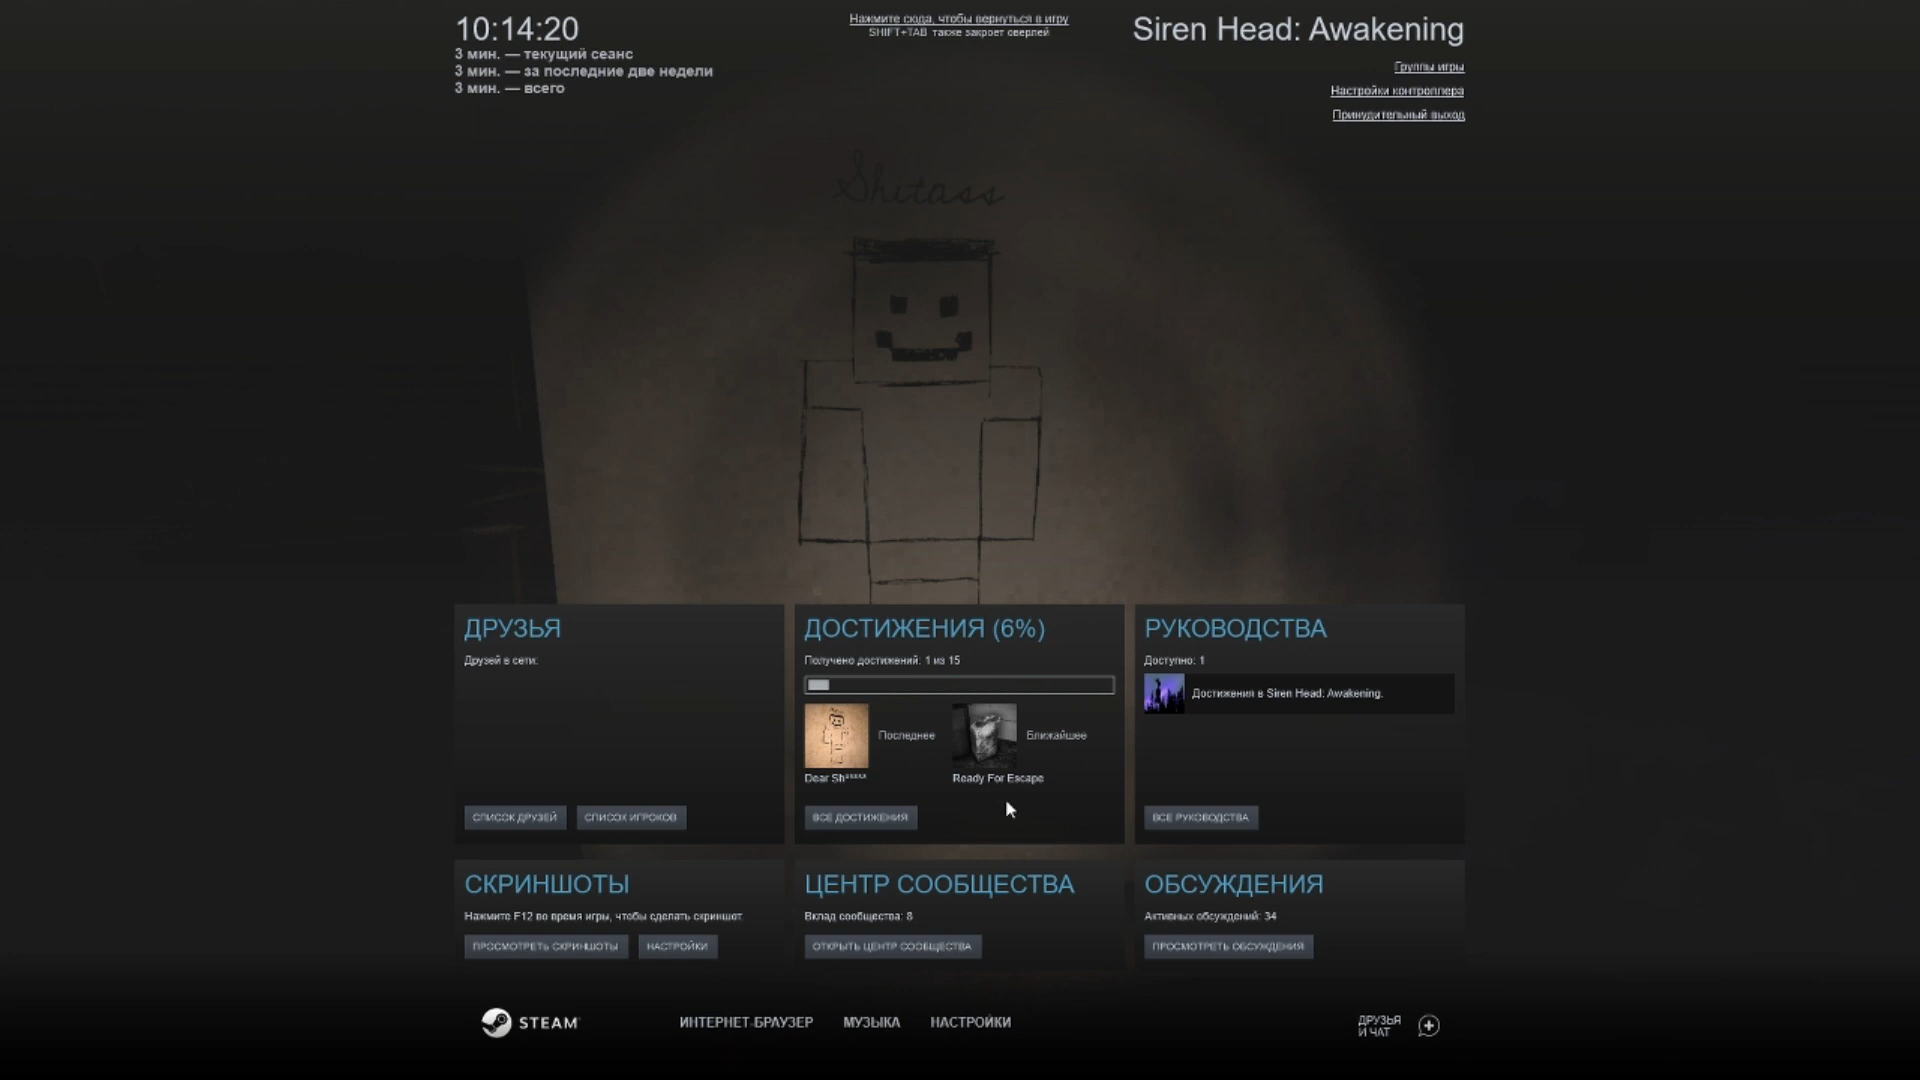 10:14:20
3 мин. — текущий сеанс
3 мин. — за последние две недели
3 мин. — всего
Нажмите сюда, чтобы вернуться в игру
SHIFT+TAB также закроет оверлей
Siren Head: Awakening
Группы игры
Настройки контроллера
Принудительный выход
Shitass
ДРУЗЬЯ
Друзей в сети:
СПИСОК ДРУЗЕЙ
СПИСОК ИГРОКОВ
ДОСТИЖЕНИЯ (6%)
Получено достижений: 1 из 15
Последнее
Ближайшее
Dear Sh*****
Ready For Escape
ВСЕ ДОСТИЖЕНИЯ
РУКОВОДСТВА
Доступно: 1
Достижения в Siren Head: Awakening.
ВСЕ РУКОВОДСТВА
СКРИНШОТЫ
Нажмите F12 во время игры, чтобы сделать скриншот
ПРОСМОТРЕТЬ СКРИНШОТЫ
НАСТРОЙКИ
ЦЕНТР СООБЩЕСТВА
Вклад сообщества: 8
ОТКРЫТЬ ЦЕНТР СООБЩЕСТВА
ОБСУЖДЕНИЯ
Активных обсуждений: 34
ПРОСМОТРЕТЬ ОБСУЖДЕНИЯ
STEAM
ИНТЕРНЕТ-БРАУЗЕР
МУЗЫКА
НАСТРОЙКИ
ДРУЗЬЯ
И ЧАТ